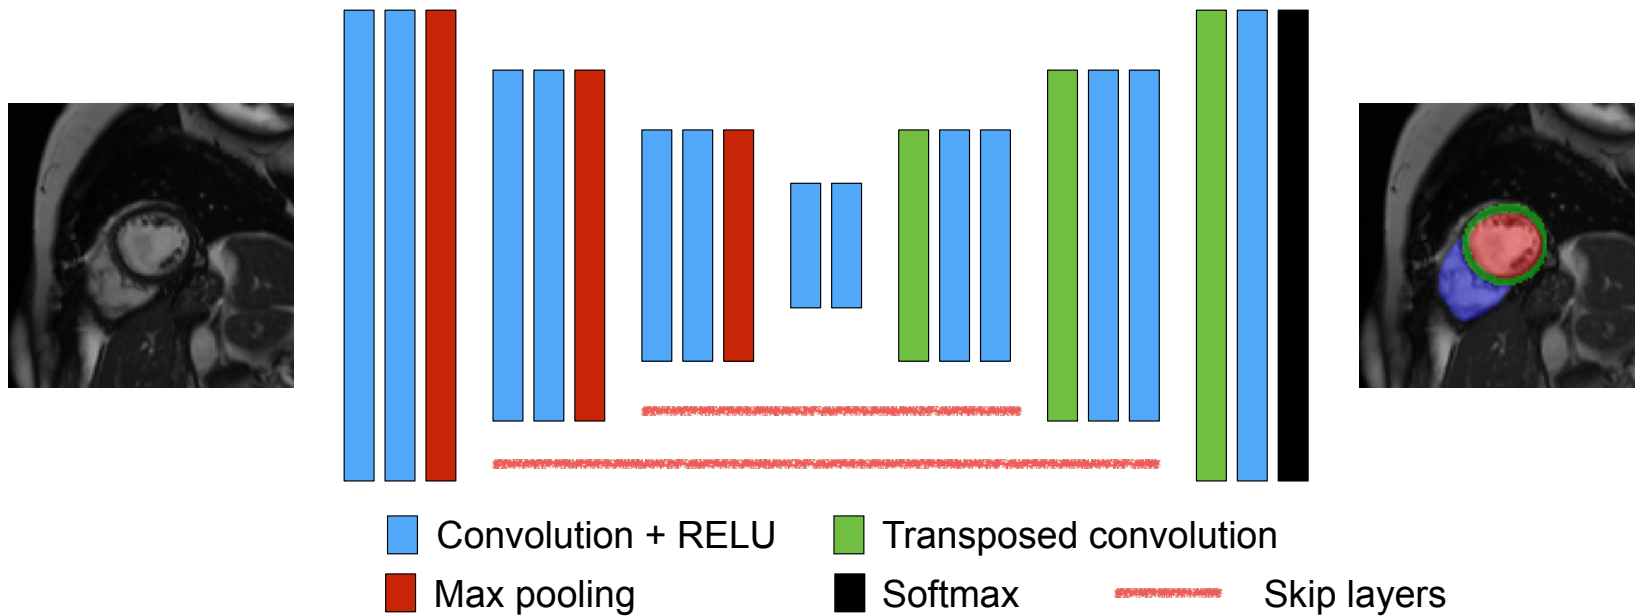 Convolution + RELU
Transposed convolution
Max pooling
Softmax
Skip layers